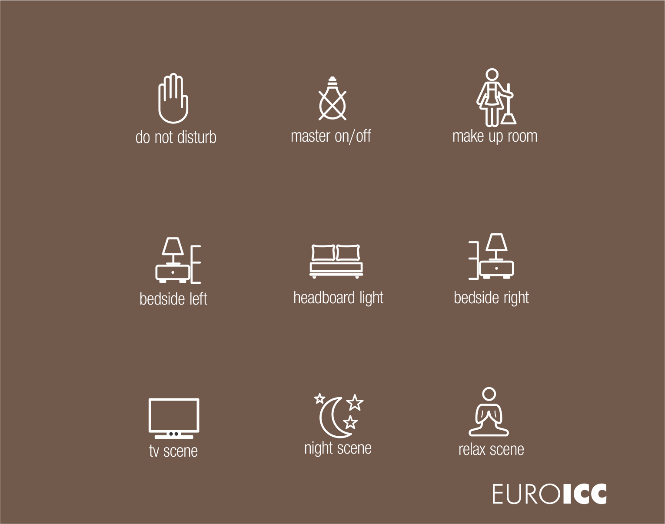 do not disturb
master on/off
make up room
bedside left
headboard light
bedside right
tv scene
night scene
relax scene
EUROICC